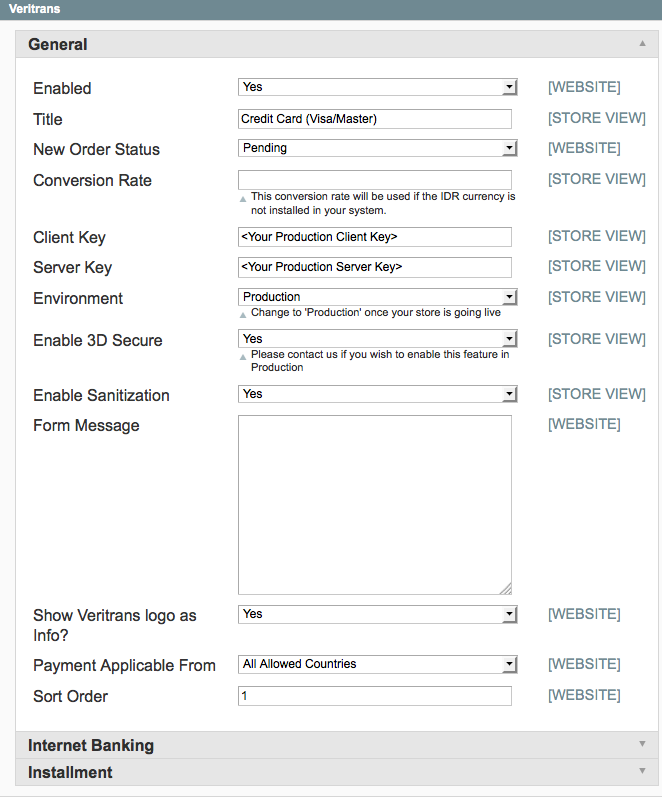 Veritrans
General
Enabled Yes [WEBSITE]
Title Credit Card (Visa/Master) [STORE VIEW]
New Order Status Pending [WEBSITE]
Conversion Rate [STORE VIEW]
This conversion rate will be used if the IDR currency is
not installed in your system.
Client Key <Your Production Client Key> [STORE VIEW]
Server Key <Your Production Server Key> [STORE VIEW]
Environment Production [STORE VIEW]
Change to 'Production' once your store is going live
Enable 3D Secure Yes [STORE VIEW]
Please contact us if you wish to enable this feature in
Production
Enable Sanitization Yes [STORE VIEW]
Form Message [WEBSITE]
Show Veritrans logo as Yes [WEBSITE]
Info?
Payment Applicable From All Allowed Countries [WEBSITE]
Sort Order 1 [WEBSITE]
Internet Banking
Installment